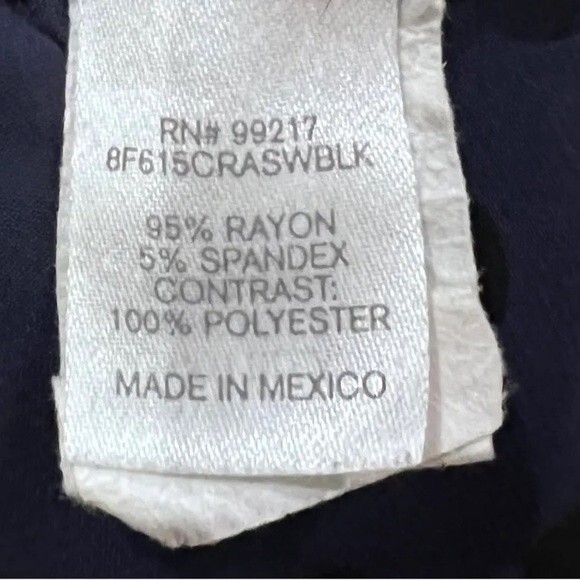 RN# 99217
8F615CRASWBLK
95% RAYON
5% SPANDEX
CONTRAST:
100% POLYESTER
MADE IN MEXICO